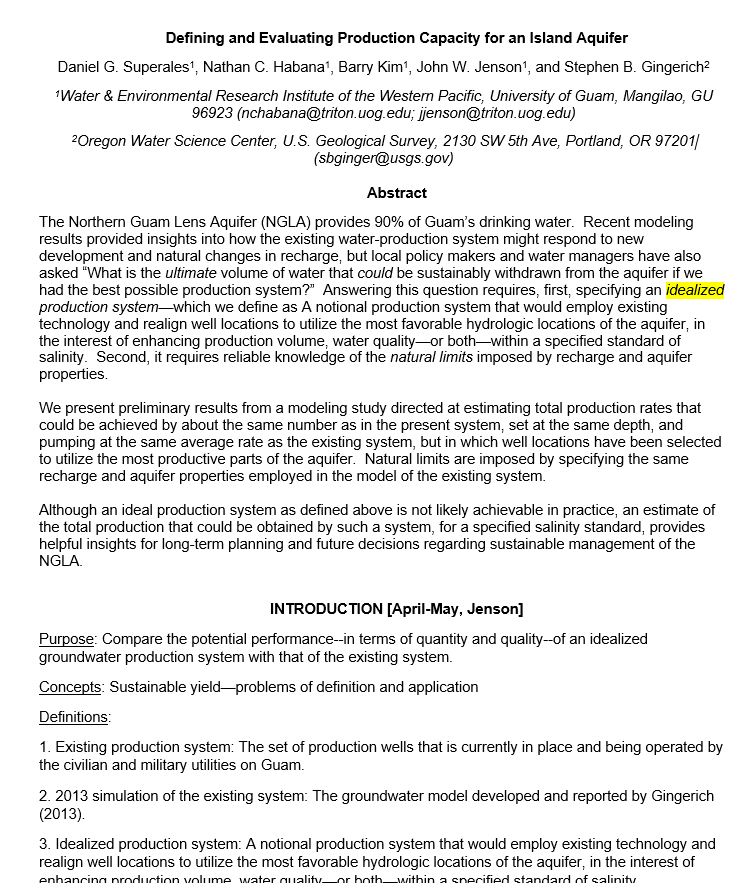 Defining and Evaluating Production Capacity for an Island Aquifer
Daniel G. Superales¹, Nathan C. Habana¹, Barry Kim¹, John W. Jenson¹, and Stephen B. Gingerich²
¹Water & Environmental Research Institute of the Western Pacific, University of Guam, Mangilao, GU
96923 (nchabana@triton.uog.edu; jjenson@triton.uog.edu)
²Oregon Water Science Center, U.S. Geological Survey, 2130 SW 5th Ave, Portland, OR 97201/
(sbginger@usgs.gov)
Abstract
The Northern Guam Lens Aquifer (NGLA) provides 90% of Guam's drinking water.  Recent modeling
results provided insights into how the existing water-production system might respond to new
development and natural changes in recharge, but local policy makers and water managers have also
asked "What is the ultimate volume of water that could be sustainably withdrawn from the aquifer if we
had the best possible production system?"  Answering this question requires, first, specifying an idealized
production system—which we define as A notional production system that would employ existing
technology and realign well locations to utilize the most favorable hydrologic locations of the aquifer, in
the interest of enhancing production volume, water quality—or both—within a specified standard of
salinity.  Second, it requires reliable knowledge of the natural limits imposed by recharge and aquifer
properties.
We present preliminary results from a modeling study directed at estimating total production rates that
could be achieved by about the same number as in the present system, set at the same depth, and
pumping at the same average rate as the existing system, but in which well locations have been selected
to utilize the most productive parts of the aquifer.  Natural limits are imposed by specifying the same
recharge and aquifer properties employed in the model of the existing system.
Although an ideal production system as defined above is not likely achievable in practice, an estimate of
the total production that could be obtained by such a system, for a specified salinity standard, provides
helpful insights for long-term planning and future decisions regarding sustainable management of the
NGLA.
INTRODUCTION [April-May, Jenson]
Purpose: Compare the potential performance--in terms of quantity and quality--of an idealized
groundwater production system with that of the existing system.
Concepts: Sustainable yield—problems of definition and application
Definitions:
1. Existing production system: The set of production wells that is currently in place and being operated by
the civilian and military utilities on Guam.
2. 2013 simulation of the existing system: The groundwater model developed and reported by Gingerich
(2013).
3. Idealized production system: A notional production system that would employ existing technology and
realign well locations to utilize the most favorable hydrologic locations of the aquifer, in the interest of
enhancing production volume, water quality—or both—within a specified standard of salinity.